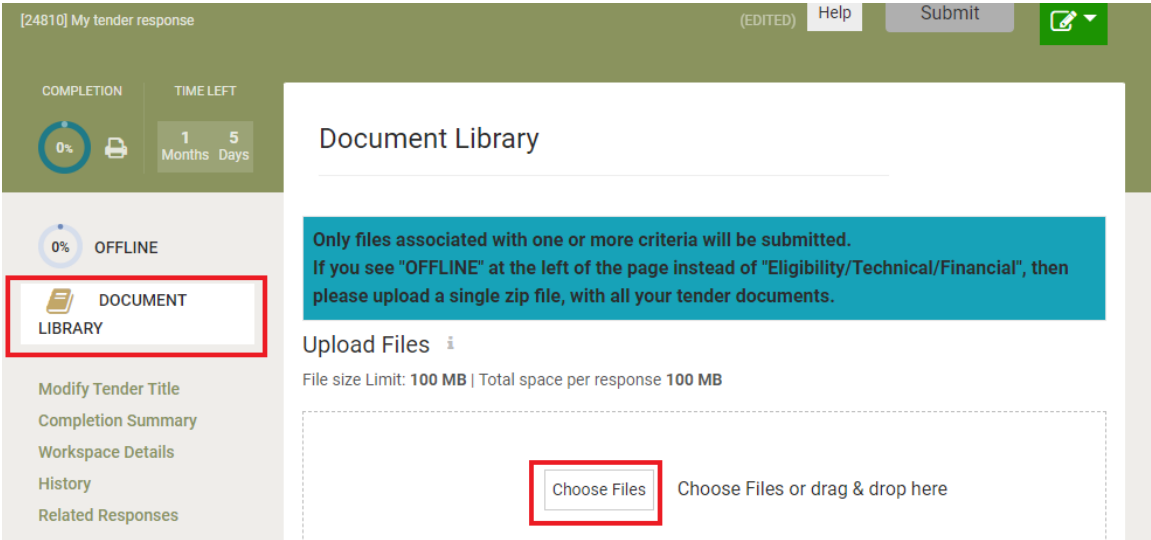 [24810] My tender response
(EDITED)
Help
Submit
COMPLETION
TIME LEFT
0%
1 5
Months Days
Document Library
0% OFFLINE
DOCUMENT
LIBRARY
Modify Tender Title
Completion Summary
Workspace Details
History
Related Responses
Only files associated with one or more criteria will be submitted.
If you see "OFFLINE" at the left of the page instead of "Eligibility/Technical/Financial", then
please upload a single zip file, with all your tender documents.
Upload Files i
File size Limit: 100 MB | Total space per response 100 MB
Choose Files
Choose Files or drag & drop here